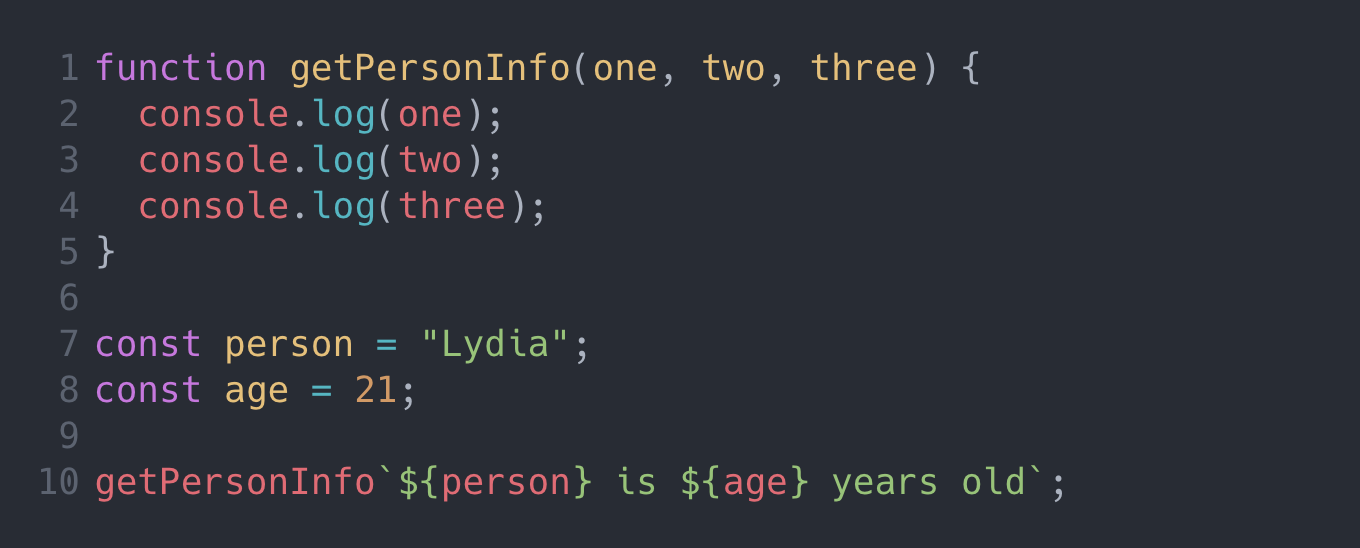 1 function getPersonInfo(one, two, three) {
2   console.log(one);
3   console.log(two);
4   console.log(three);
5 }
6
7 const person = "Lydia";
8 const age = 21;
9
10 getPersonInfo`${person} is ${age} years old`;